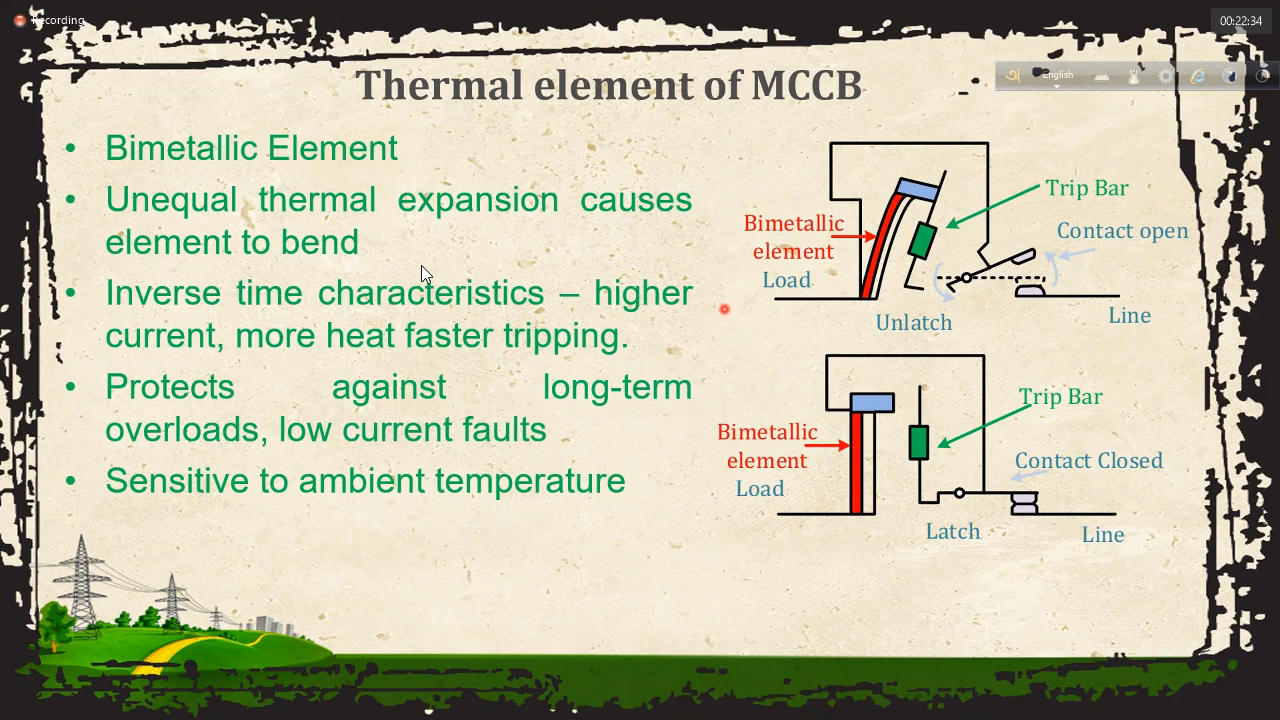 Recording
00:22:34
English
Thermal element of MCCB
• Bimetallic Element
• Unequal thermal expansion causes
element to bend
• Inverse time characteristics – higher
current, more heat faster tripping.
• Protects against long-term
overloads, low current faults
• Sensitive to ambient temperature
Trip Bar
Bimetallic
element
Contact open
Load
Unlatch
Line
Trip Bar
Bimetallic
element
Contact Closed
Load
Latch
Line